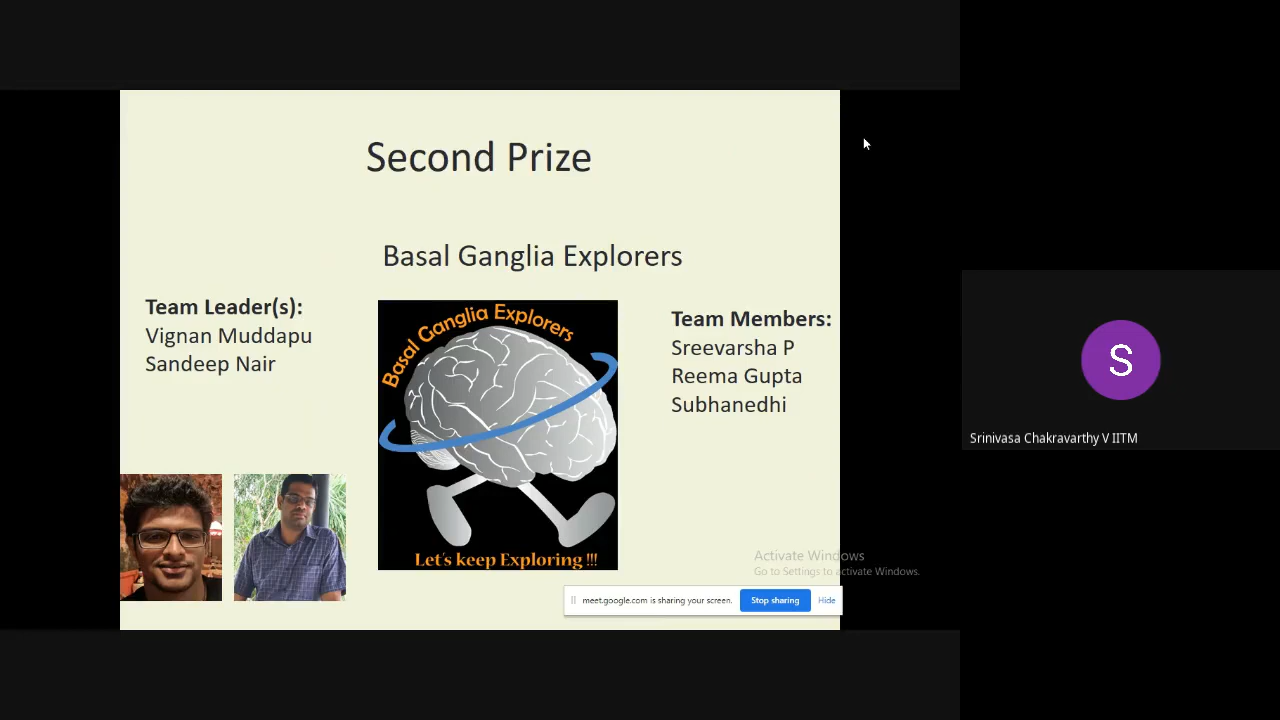 Second Prize
Basal Ganglia Explorers
Team Leader(s):
Vignan Muddapu
Sandeep Nair
Basal Ganglia Explorers
Let's keep Exploring !!!
Team Members:
Sreevarsha P
Reema Gupta
Subhanedhi
Activate Windows
Go to Settings to activate Windows.
meet.google.com is sharing your screen.
Stop sharing
Hide
S
Srinivasa Chakravarthy V IITM